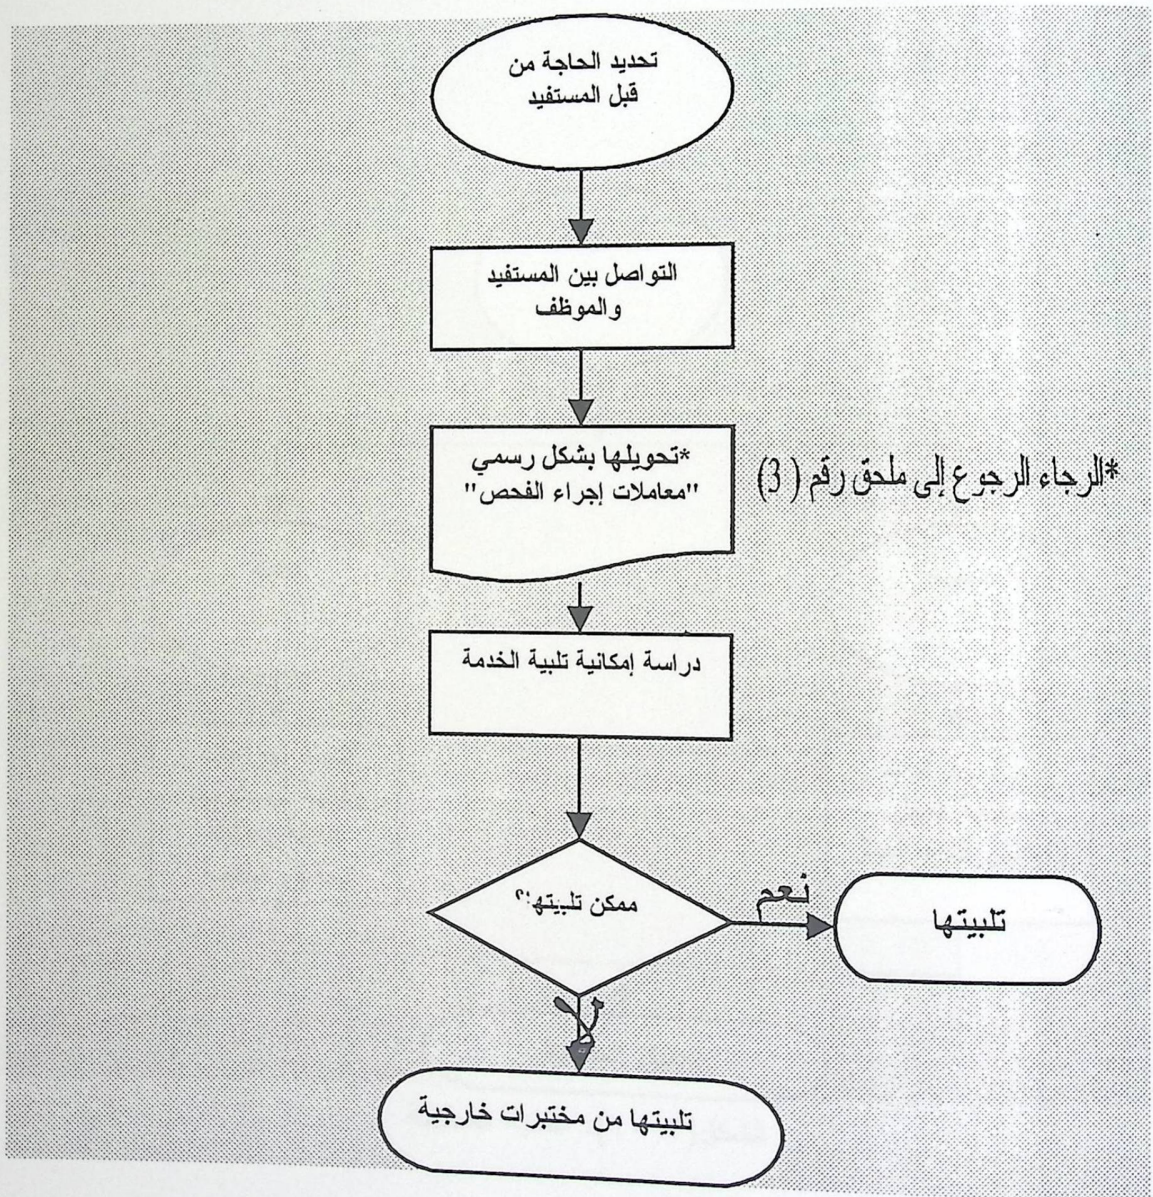 تحديد الحاجة من
قبل المستفيد
التواصل بين المستفيد
والموظف
*تحويلها بشكل رسمي
"معاملات إجراء الفحص"
*الرجاء الرجوع إلى ملحق رقم ( 3)
دراسة إمكانية تلبية الخدمة
ممكن تلبيتها؟
نعم
تلبيتها
لا
تلبيتها من مختبرات خارجية